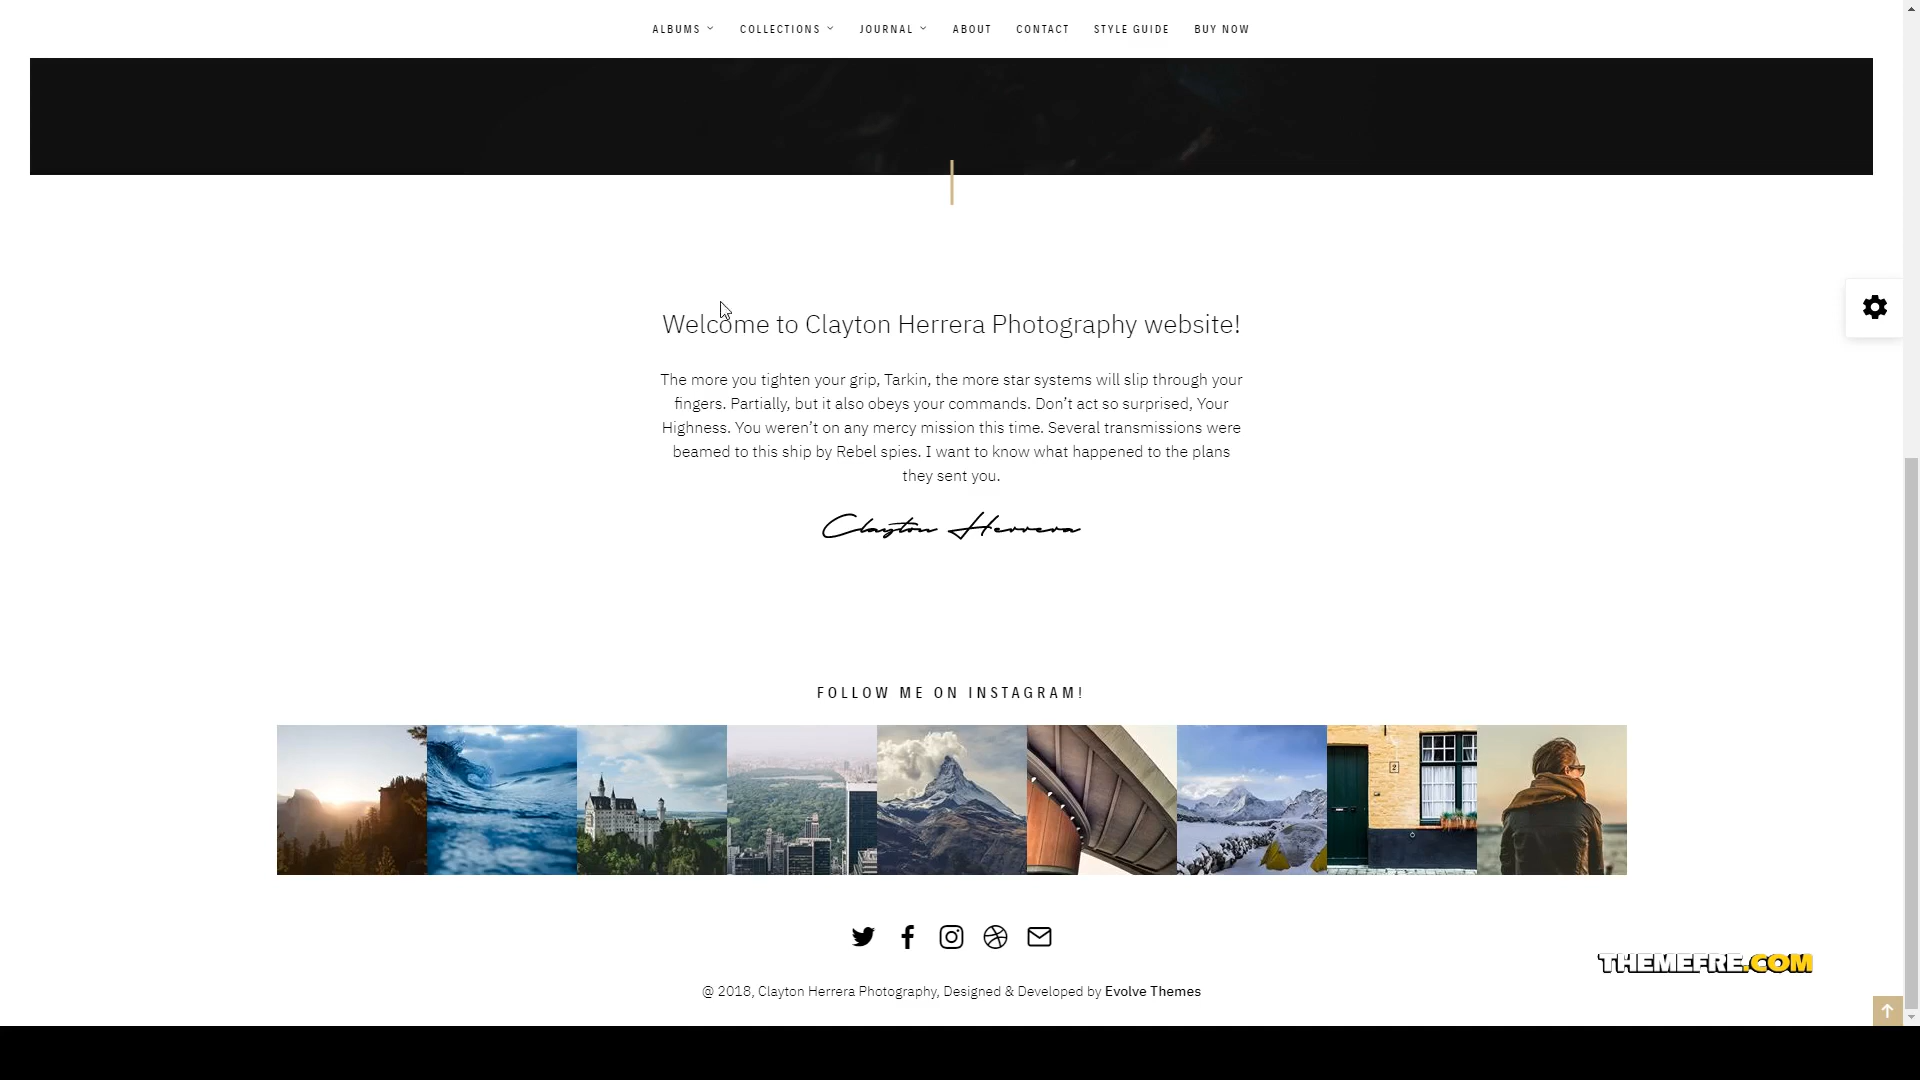 ALBUMS COLLECTIONS JOURNAL ABOUT CONTACT STYLE GUIDE BUY NOW
Welcome to Clayton Herrera Photography website!
The more you tighten your grip, Tarkin, the more star systems will slip through your
fingers. Partially, but it also obeys your commands. Don’t act so surprised, Your
Highness. You weren’t on any mercy mission this time. Several transmissions were
beamed to this ship by Rebel spies. I want to know what happened to the plans
they sent you.
Clayton Herrera
FOLLOW ME ON INSTAGRAM!
2
THEMEFRE.COM
@ 2018, Clayton Herrera Photography, Designed & Developed by Evolve Themes